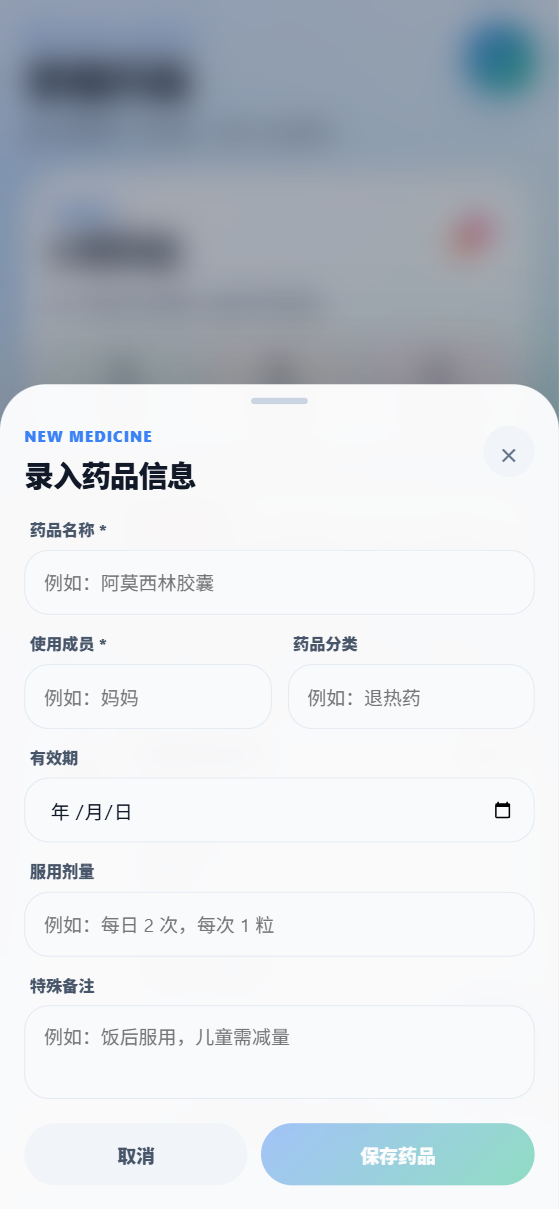 NEW MEDICINE
录入药品信息
×
药品名称 *
例如：阿莫西林胶囊
使用成员 *
药品分类
例如：妈妈
例如：退热药
有效期
年 /月/日
服用剂量
例如：每日 2 次，每次 1 粒
特殊备注
例如：饭后服用，儿童需减量
取消
保存药品